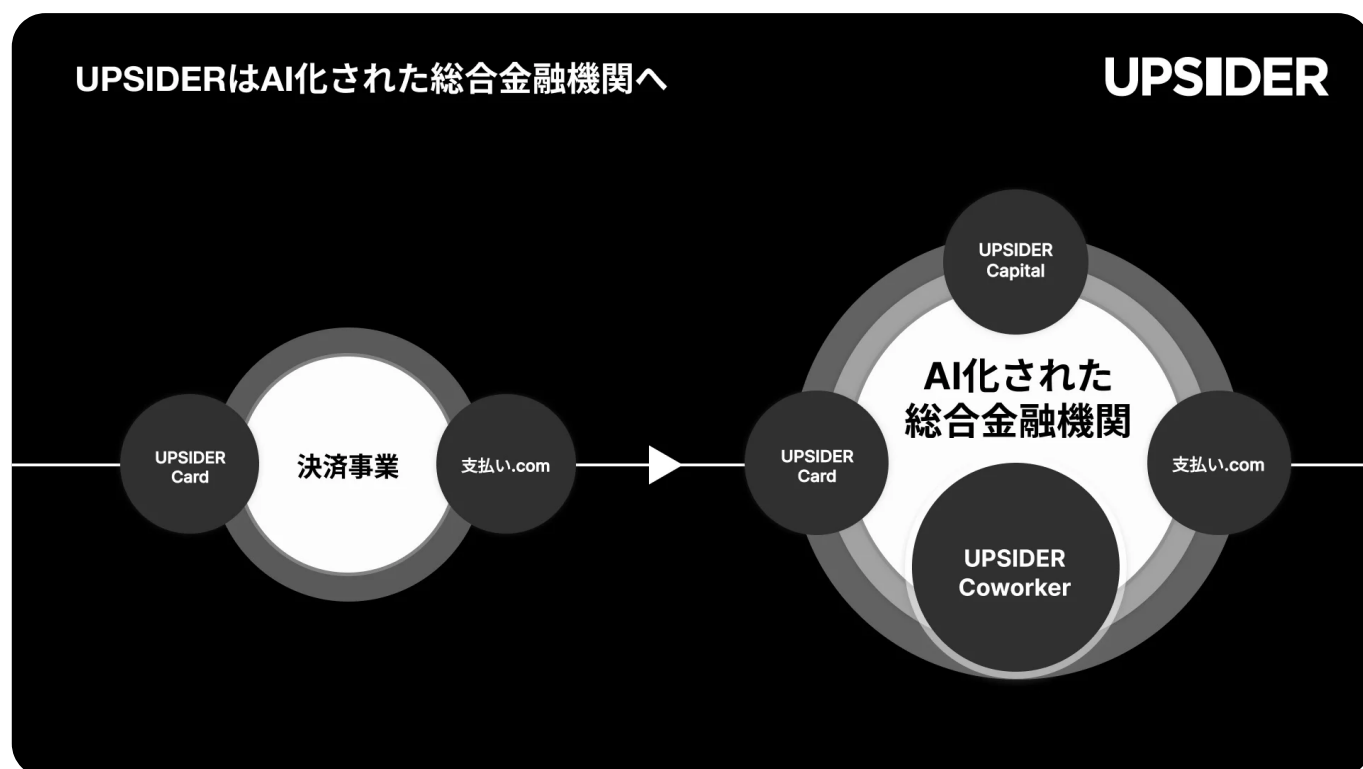 UPSIDERはAI化された総合金融機関へ
UPSIDER
UPSIDER
Card
決済事業
支払い.com
UPSIDER
Capital
AI化された
総合金融機関
UPSIDER
Card
支払い.com
UPSIDER
Coworker